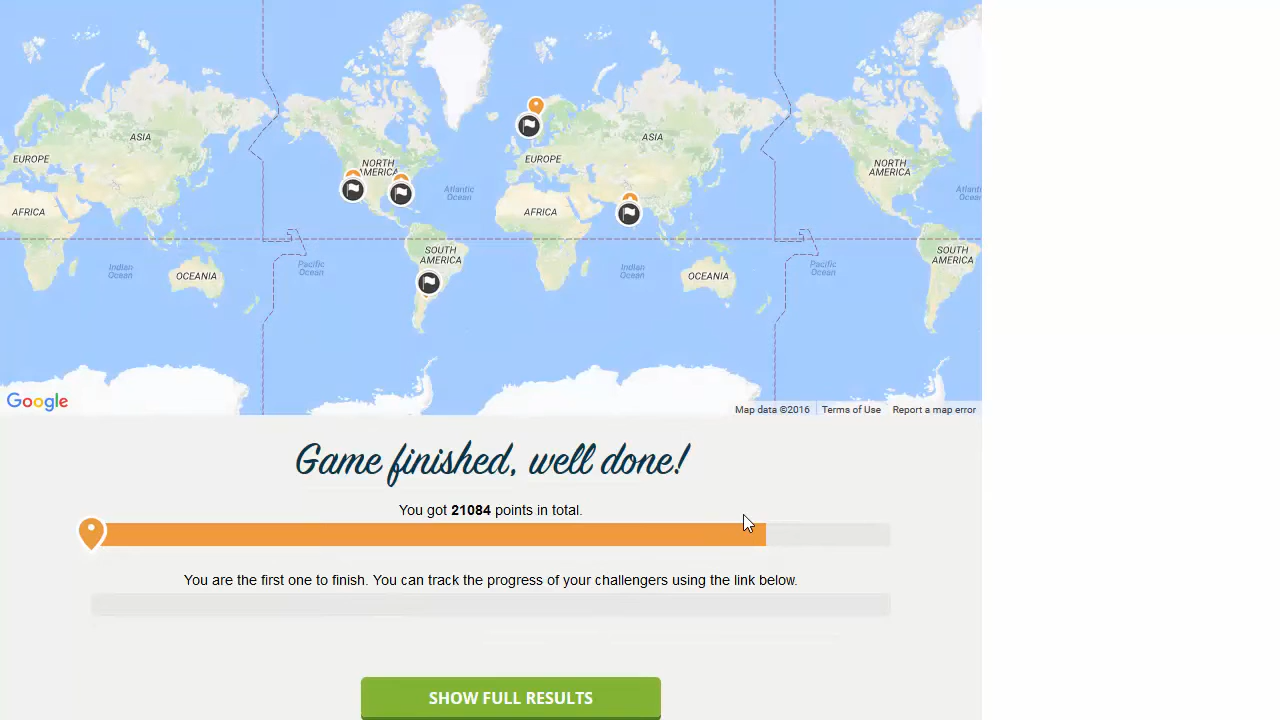 ASIA
EUROPE
AFRICA
Indian
Ocean
OCEANIA
Pacific
Ocean
NORTH
AMERICA
Atlantic
Ocean
SOUTH
AMERICA
EUROPE
ASIA
AFRICA
Indian
Ocean
OCEANIA
Pacific
Ocean
NORTH
AMERICA
Atlantic
Ocean
SOUTH
AMERICA
Google
Map data ©2016 Terms of Use Report a map error
Game finished, well done!
You got 21084 points in total.
You are the first one to finish. You can track the progress of your challengers using the link below.
SHOW FULL RESULTS